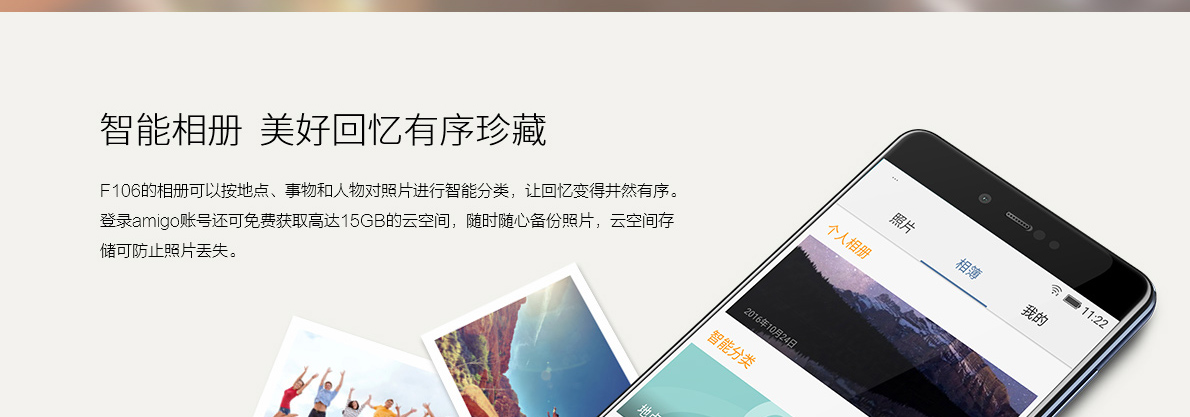 智能相册 美好回忆有序珍藏
F106的相册可以按地点、事物和人物对照片进行智能分类，让回忆变得井然有序。
登录amigo账号还可免费获取高达15GB的云空间，随时随心备份照片，云空间存
储可防止照片丢失。
11:22
照片
相簿
我的
个人相册
2016年10月24日
智能分类
地点